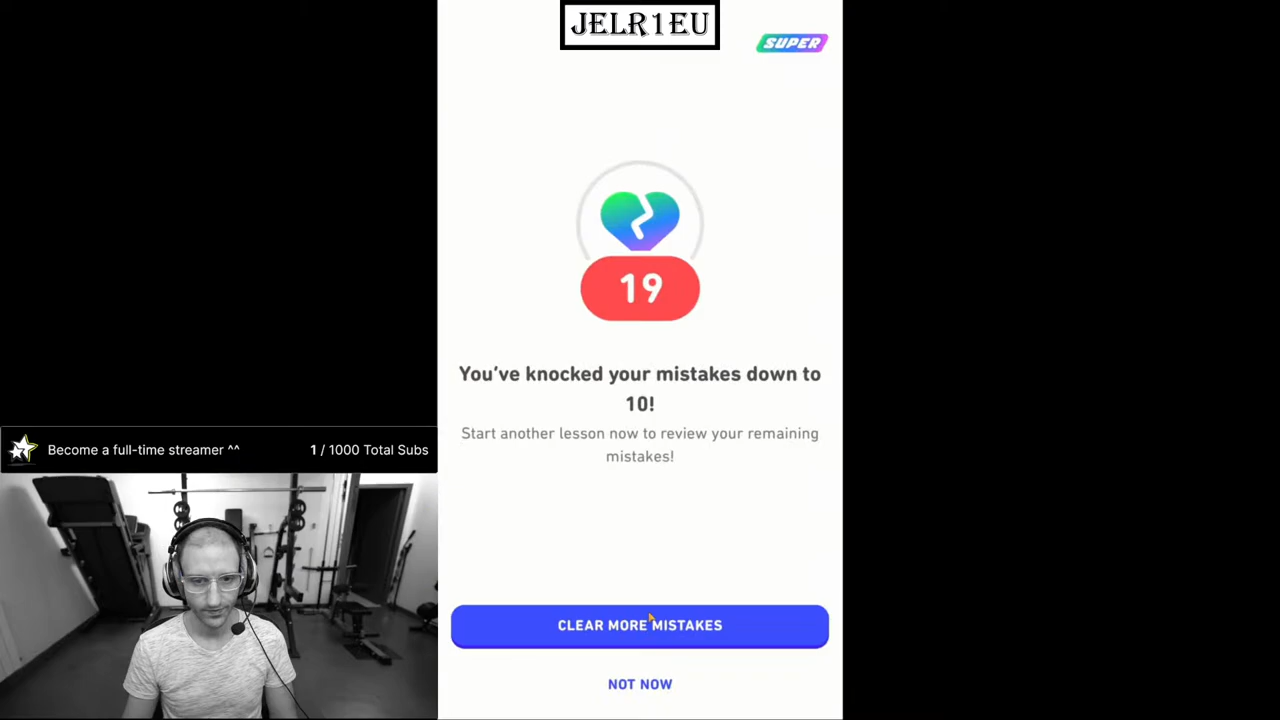 JELR1EU
SUPER
19
You've knocked your mistakes down to
10!
Start another lesson now to review your remaining
mistakes!
Become a full-time streamer ^^ 1 / 1000 Total Subs
CLEAR MORE MISTAKES
NOT NOW